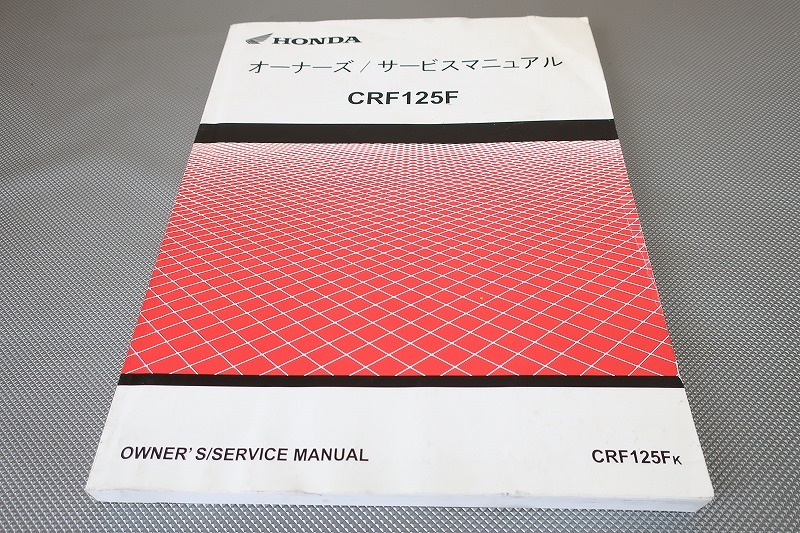 HONDA
オーナーズ / サービスマニュアル
CRF125F
OWNER'S/SERVICE MANUAL
CRF125FK